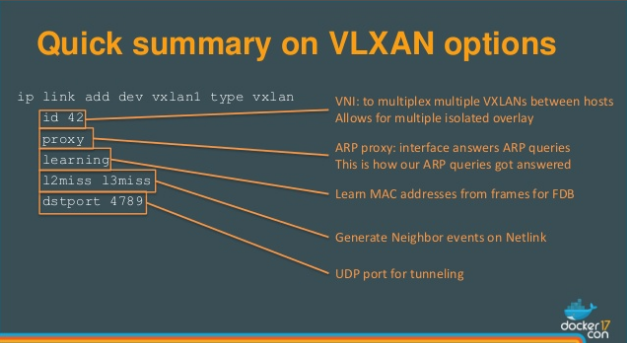 Quick summary on VLXAN options
ip link add dev vxlan1 type vxlan
id 42
proxy
learning
l2miss l3miss
dstport 4789
VNI: to multiplex multiple VXLANs between hosts
Allows for multiple isolated overlay
ARP proxy: interface answers ARP queries
This is how our ARP queries got answered
Learn MAC addresses from frames for FDB
Generate Neighbor events on Netlink
UDP port for tunneling
docker 17
con